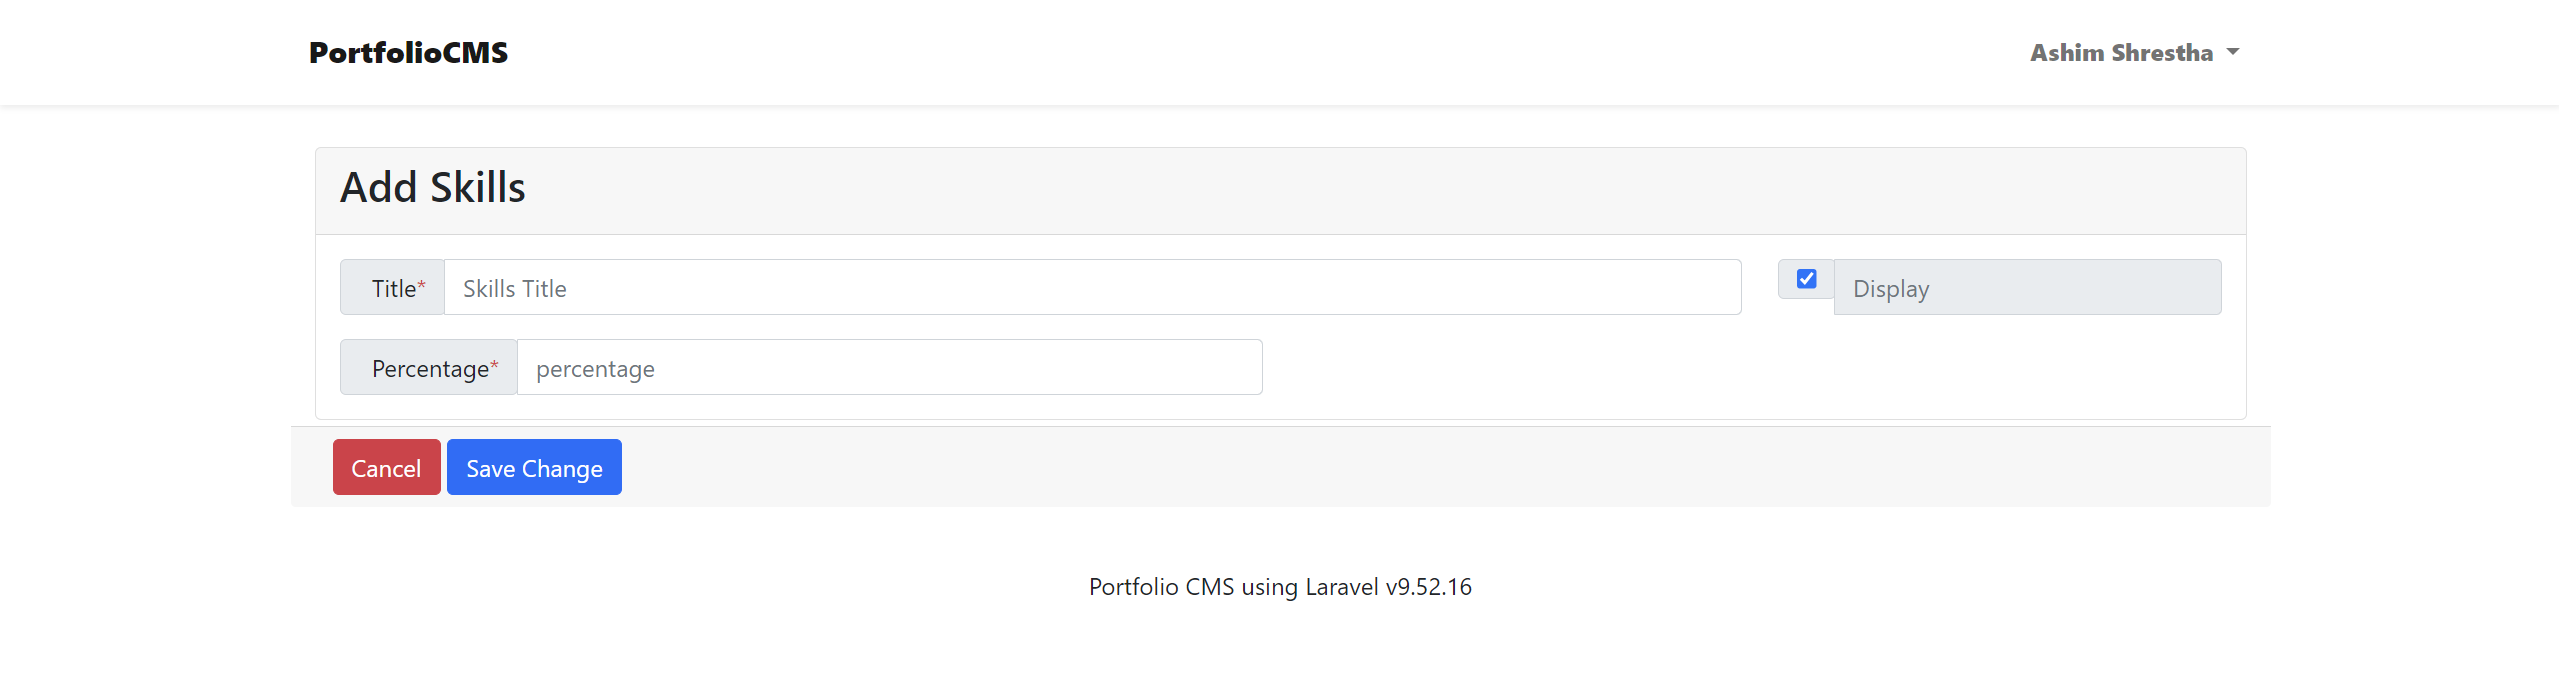 PortfolioCMS Ashim Shrestha
Add Skills
Title* Skills Title Display
Percentage* percentage
Cancel Save Change
Portfolio CMS using Laravel v9.52.16